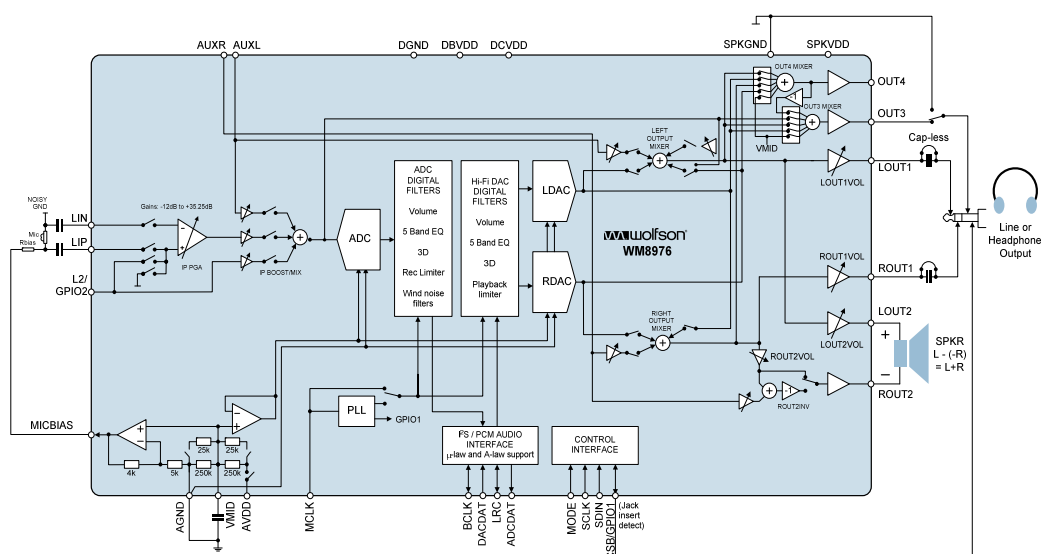 AUXR
AUXL
DGND
DBVDD
DCVDD
SPKGND
SPKVDD
OUT4 MIXER
OUT4
-1
OUT3 MIXER
OUT3
VMID
Cap-less
LEFT
OUTPUT
MIXER
LOUT1
LOUT1VOL
NOISY
GND
Mic
Rbias
LIN
LIP
L2/
GPIO2
Gains: -12dB to +35.25dB
IP PGA
IP BOOST/MIX
ADC
ADC
DIGITAL
FILTERS
Volume
5 Band EQ
3D
Rec Limiter
Wind noise
filters
Hi-Fi DAC
DIGITAL
FILTERS
Volume
5 Band EQ
3D
Playback
limiter
LDAC
RDAC
wolfson
WM8976
Line or
Headphone
Output
ROUT1VOL
ROUT1
LOUT2
LOUT2VOL
RIGHT
OUTPUT
MIXER
ROUT2VOL
-1
ROUT2INV
ROUT2
SPKR
L - (-R)
= L+R
MICBIAS
4k
5k
25k
25k
250k
250k
PLL
GPIO1
I²S / PCM AUDIO
INTERFACE
μ-law and A-law support
CONTROL
INTERFACE
AGND
VMID
AVDD
MCLK
BCLK
DACDAT
LRC
ADCDAT
MODE
SCLK
SDIN
CSB/GPIO1
(Jack
insert
detect)